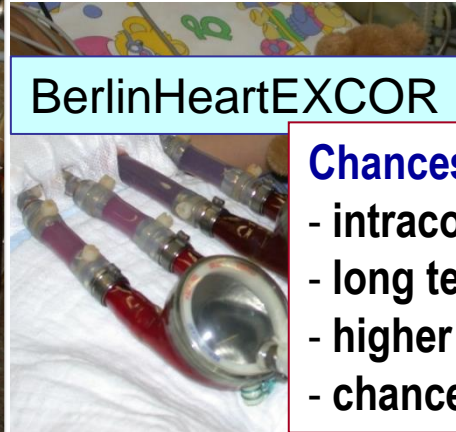 BerlinHeartEXCOR
Chances
- intraco
- long te
- higher
- chance